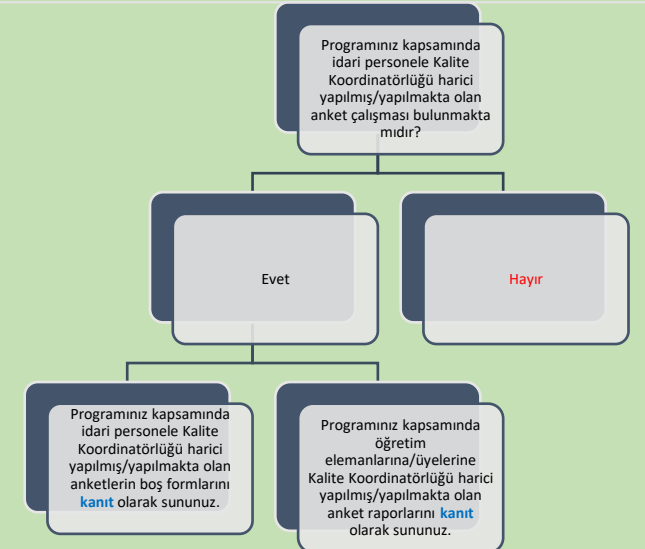 Programınız kapsamında
idari personele Kalite
Koordinatörlüğü harici
yapılmış/yapılmakta olan
anket çalışması bulunmakta
mıdır?
Evet
Hayır
Programınız kapsamında
idari personele Kalite
Koordinatörlüğü harici
yapılmış/yapılmakta olan
anketlerin boş formlarını
kanıt olarak sununuz.
Programınız kapsamında
öğretim
elemanlarına/üyelerine
Kalite Koordinatörlüğü harici
yapılmış/yapılmakta olan
anket raporlarını kanıt
olarak sununuz.